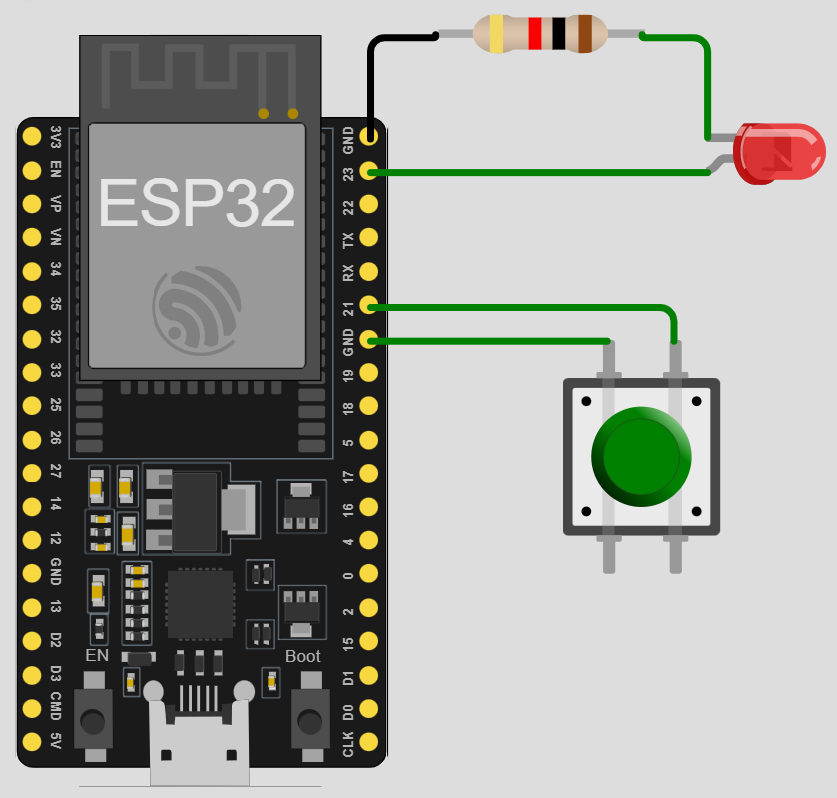 ESP32
3V3
EN
VP
VN
34
35
32
33
25
26
27
14
12
GND
13
D2
D3
CMD
5V
GND
23
22
TX
RX
21
GND
19
18
5
17
16
4
0
2
15
D1
D0
CLK
EN
Boot